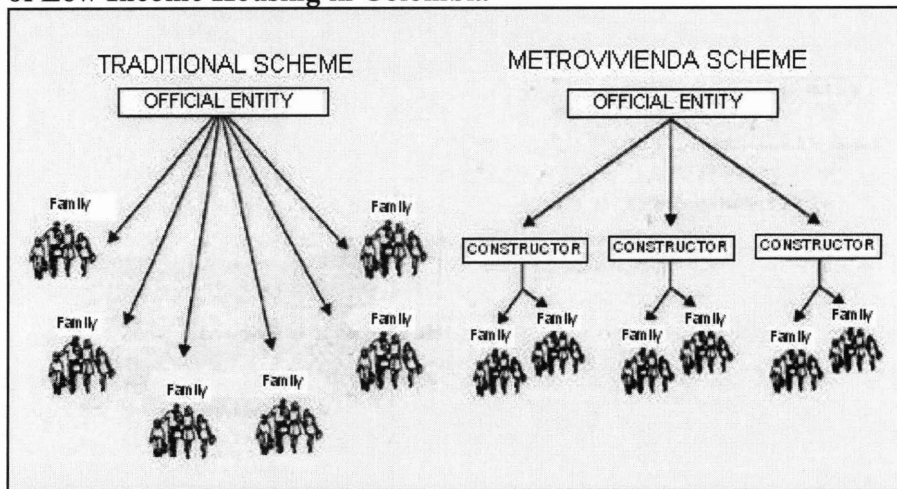 of Low Income Housing in Colombia.
TRADITIONAL SCHEME
OFFICIAL ENTITY
Family
Family
Family
Family
Family
Family
METROVIVIENDA SCHEME
OFFICIAL ENTITY
CONSTRUCTOR
CONSTRUCTOR
CONSTRUCTOR
Family
Family
Family
Family
Family
Family